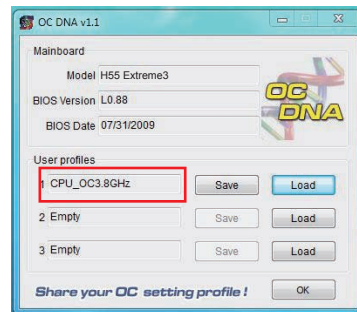 OC DNA v1.1
Mainboard
Model H55 Extreme3
BIOS Version L0.88
BIOS Date 07/31/2009
OC
DNA
User profiles
1 CPU_OC3.8GHz Save Load
2 Empty Save Load
3 Empty Save Load
Share your OC setting profile ! OK